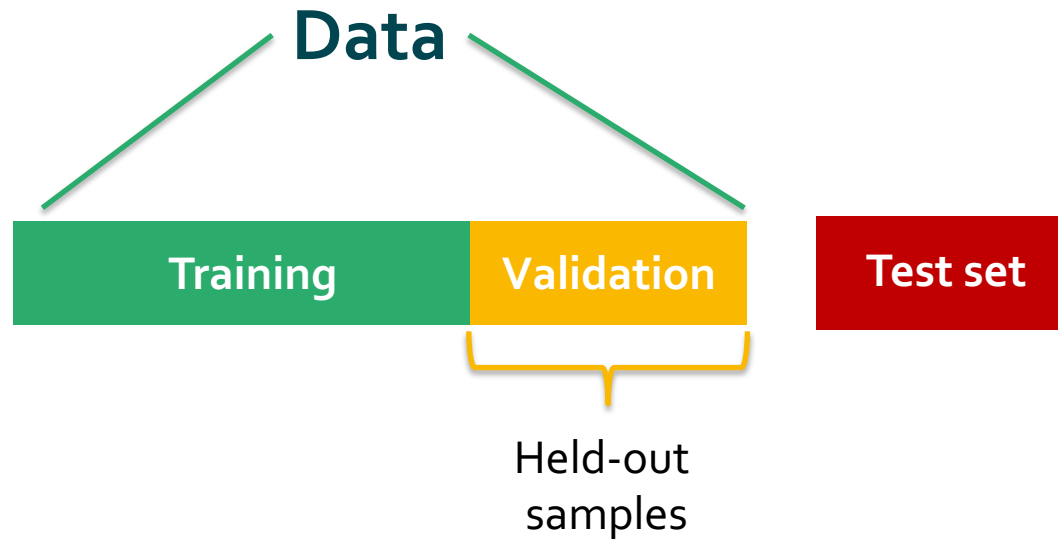 Data
Training
Validation
Test set
Held-out
samples